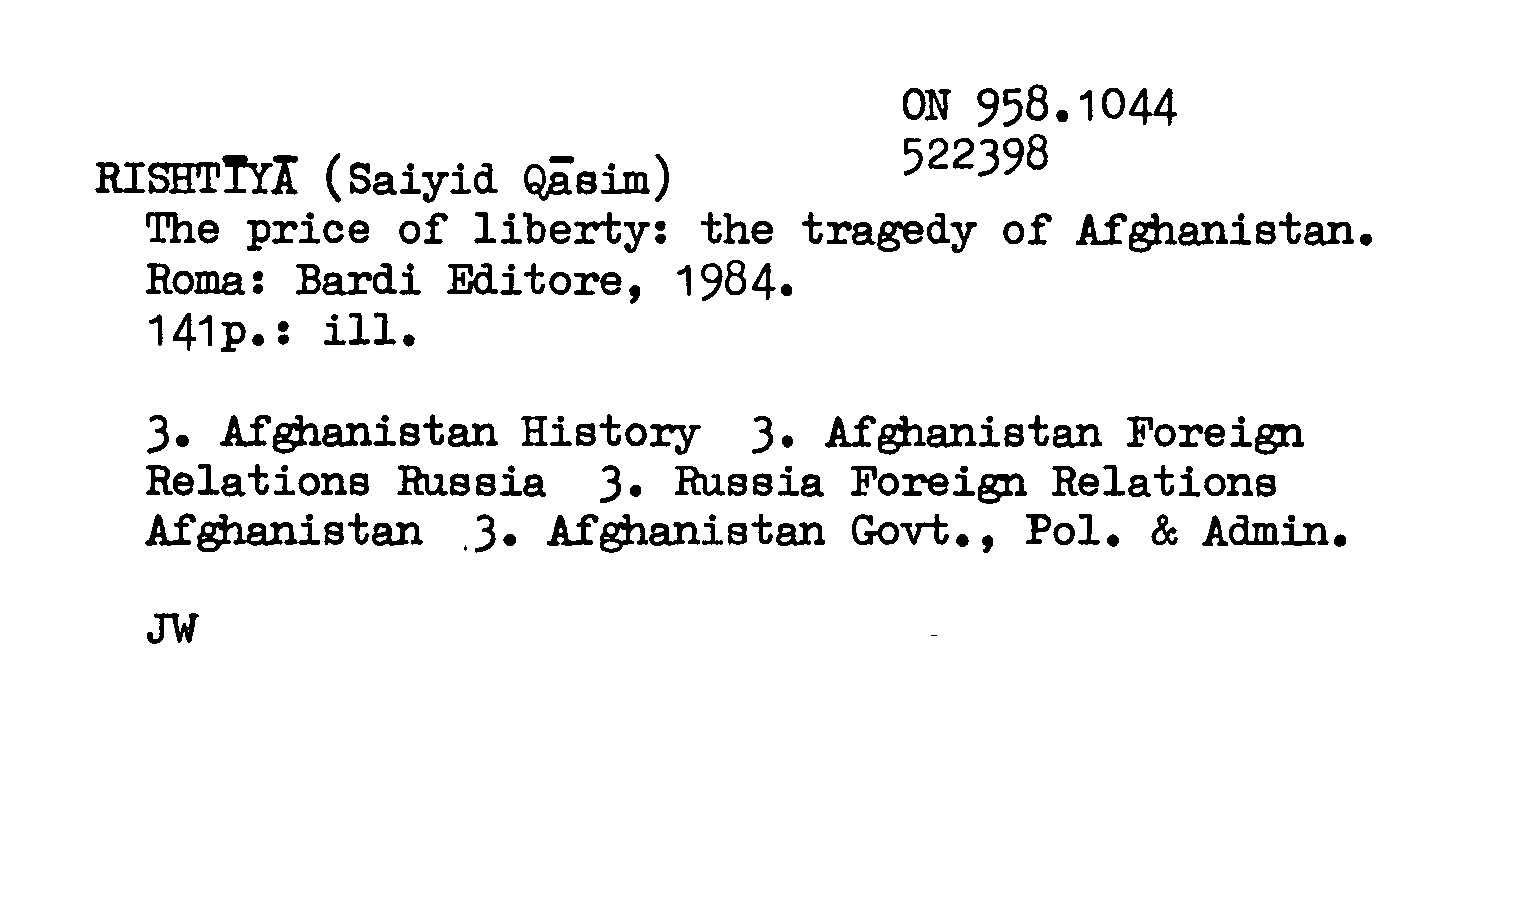 ON 958.1044
522398
RISHTĪYĀ (Saiyid Qāsim)
The price of liberty: the tragedy of Afghanistan.
Roma: Bardi Editore, 1984.
141p.: ill.
3. Afghanistan History 3. Afghanistan Foreign
Relations Russia 3. Russia Foreign Relations
Afghanistan .3. Afghanistan Govt., Pol. & Admin.
JW